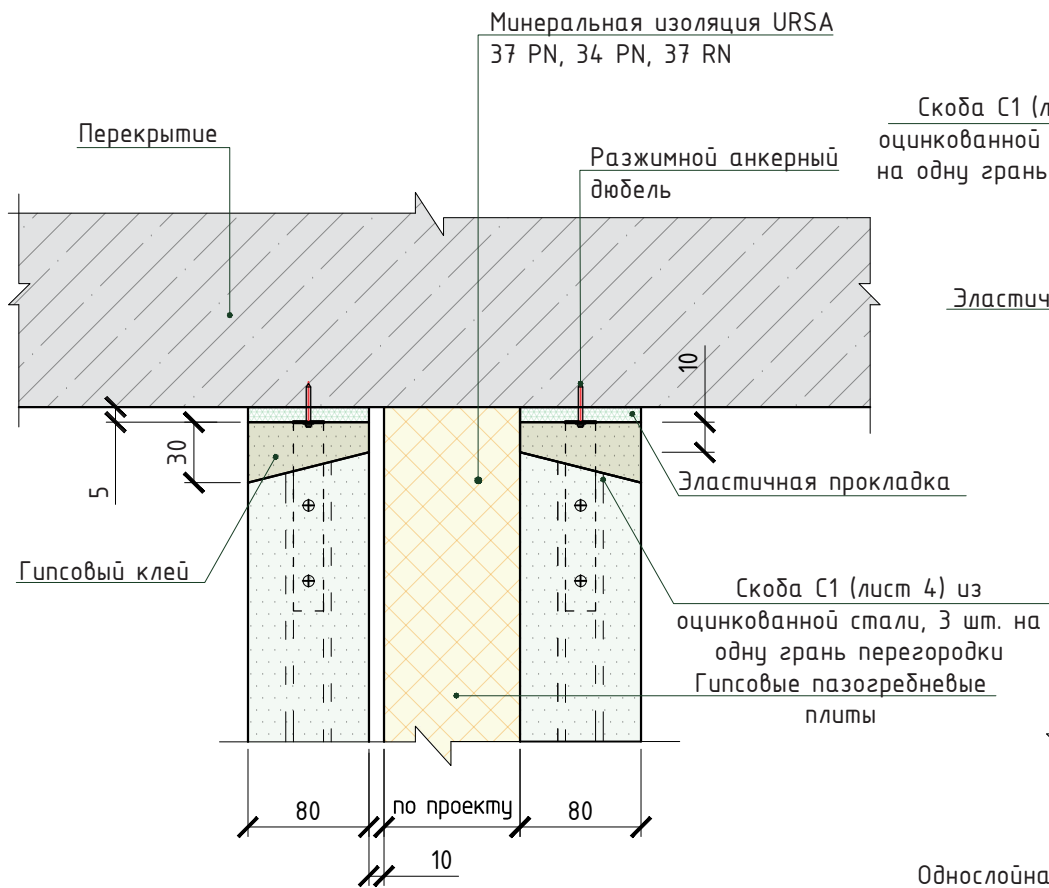 Минеральная изоляция URSA
37 PN, 34 PN, 37 RN
Скоба С1 (л
оцинкованной
на одну грань
Перекрытие
Разжимной анкерный
дюбель
Эластич
10
30
5
Эластичная прокладка
Гипсовый клей
Скоба С1 (лист 4) из
оцинкованной стали, 3 шт. на
одну грань перегородки
Гипсовые пазогребневые
плиты
80
по проекту
80
10
Однослойна